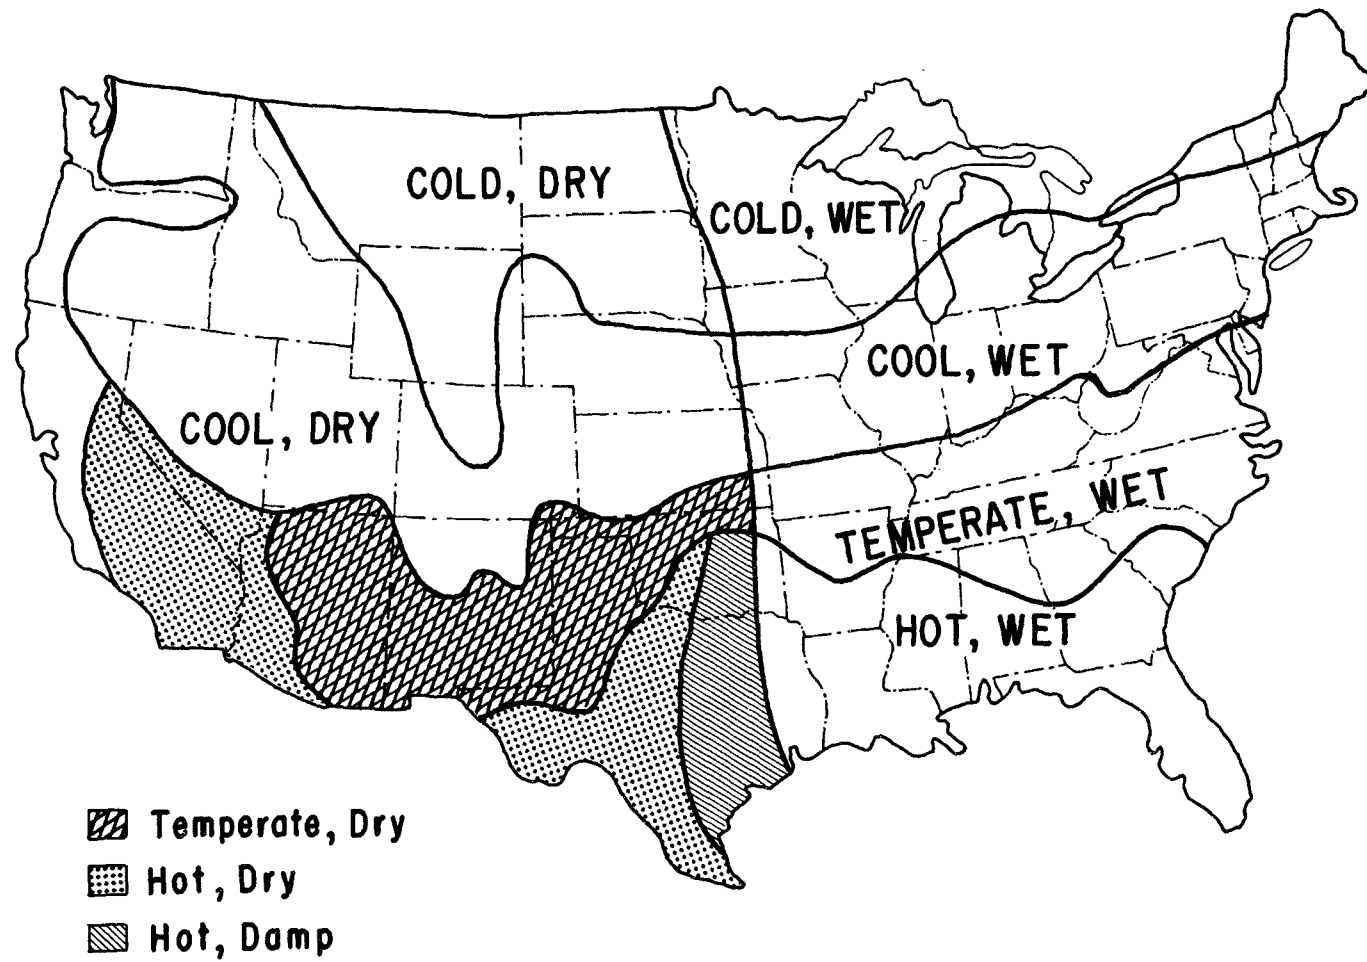 COLD, DRY
COLD, WET
COOL, WET
COOL, DRY
TEMPERATE, WET
HOT, WET
Temperate, Dry
Hot, Dry
Hot, Damp